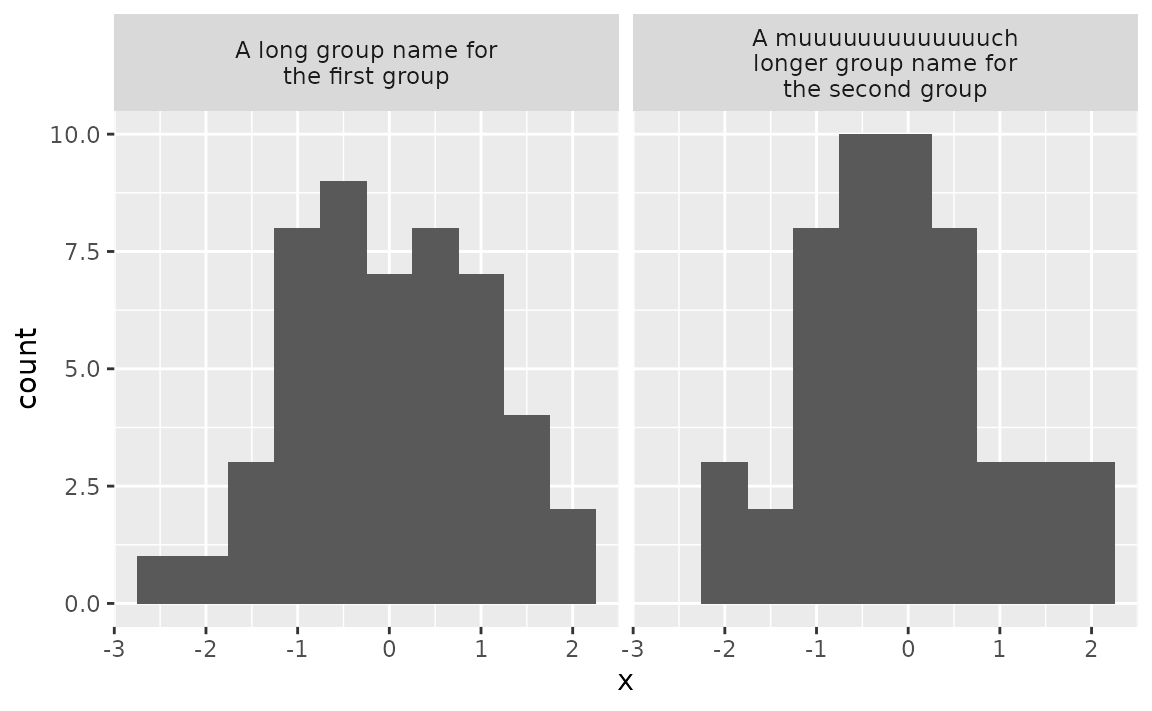 A long group name for
the first group
A muuuuuuuuuuuuuch
longer group name for
the second group
10.0
7.5
5.0
2.5
0.0
count
-3 -2 -1 0 1 2
-3 -2 -1 0 1 2
x